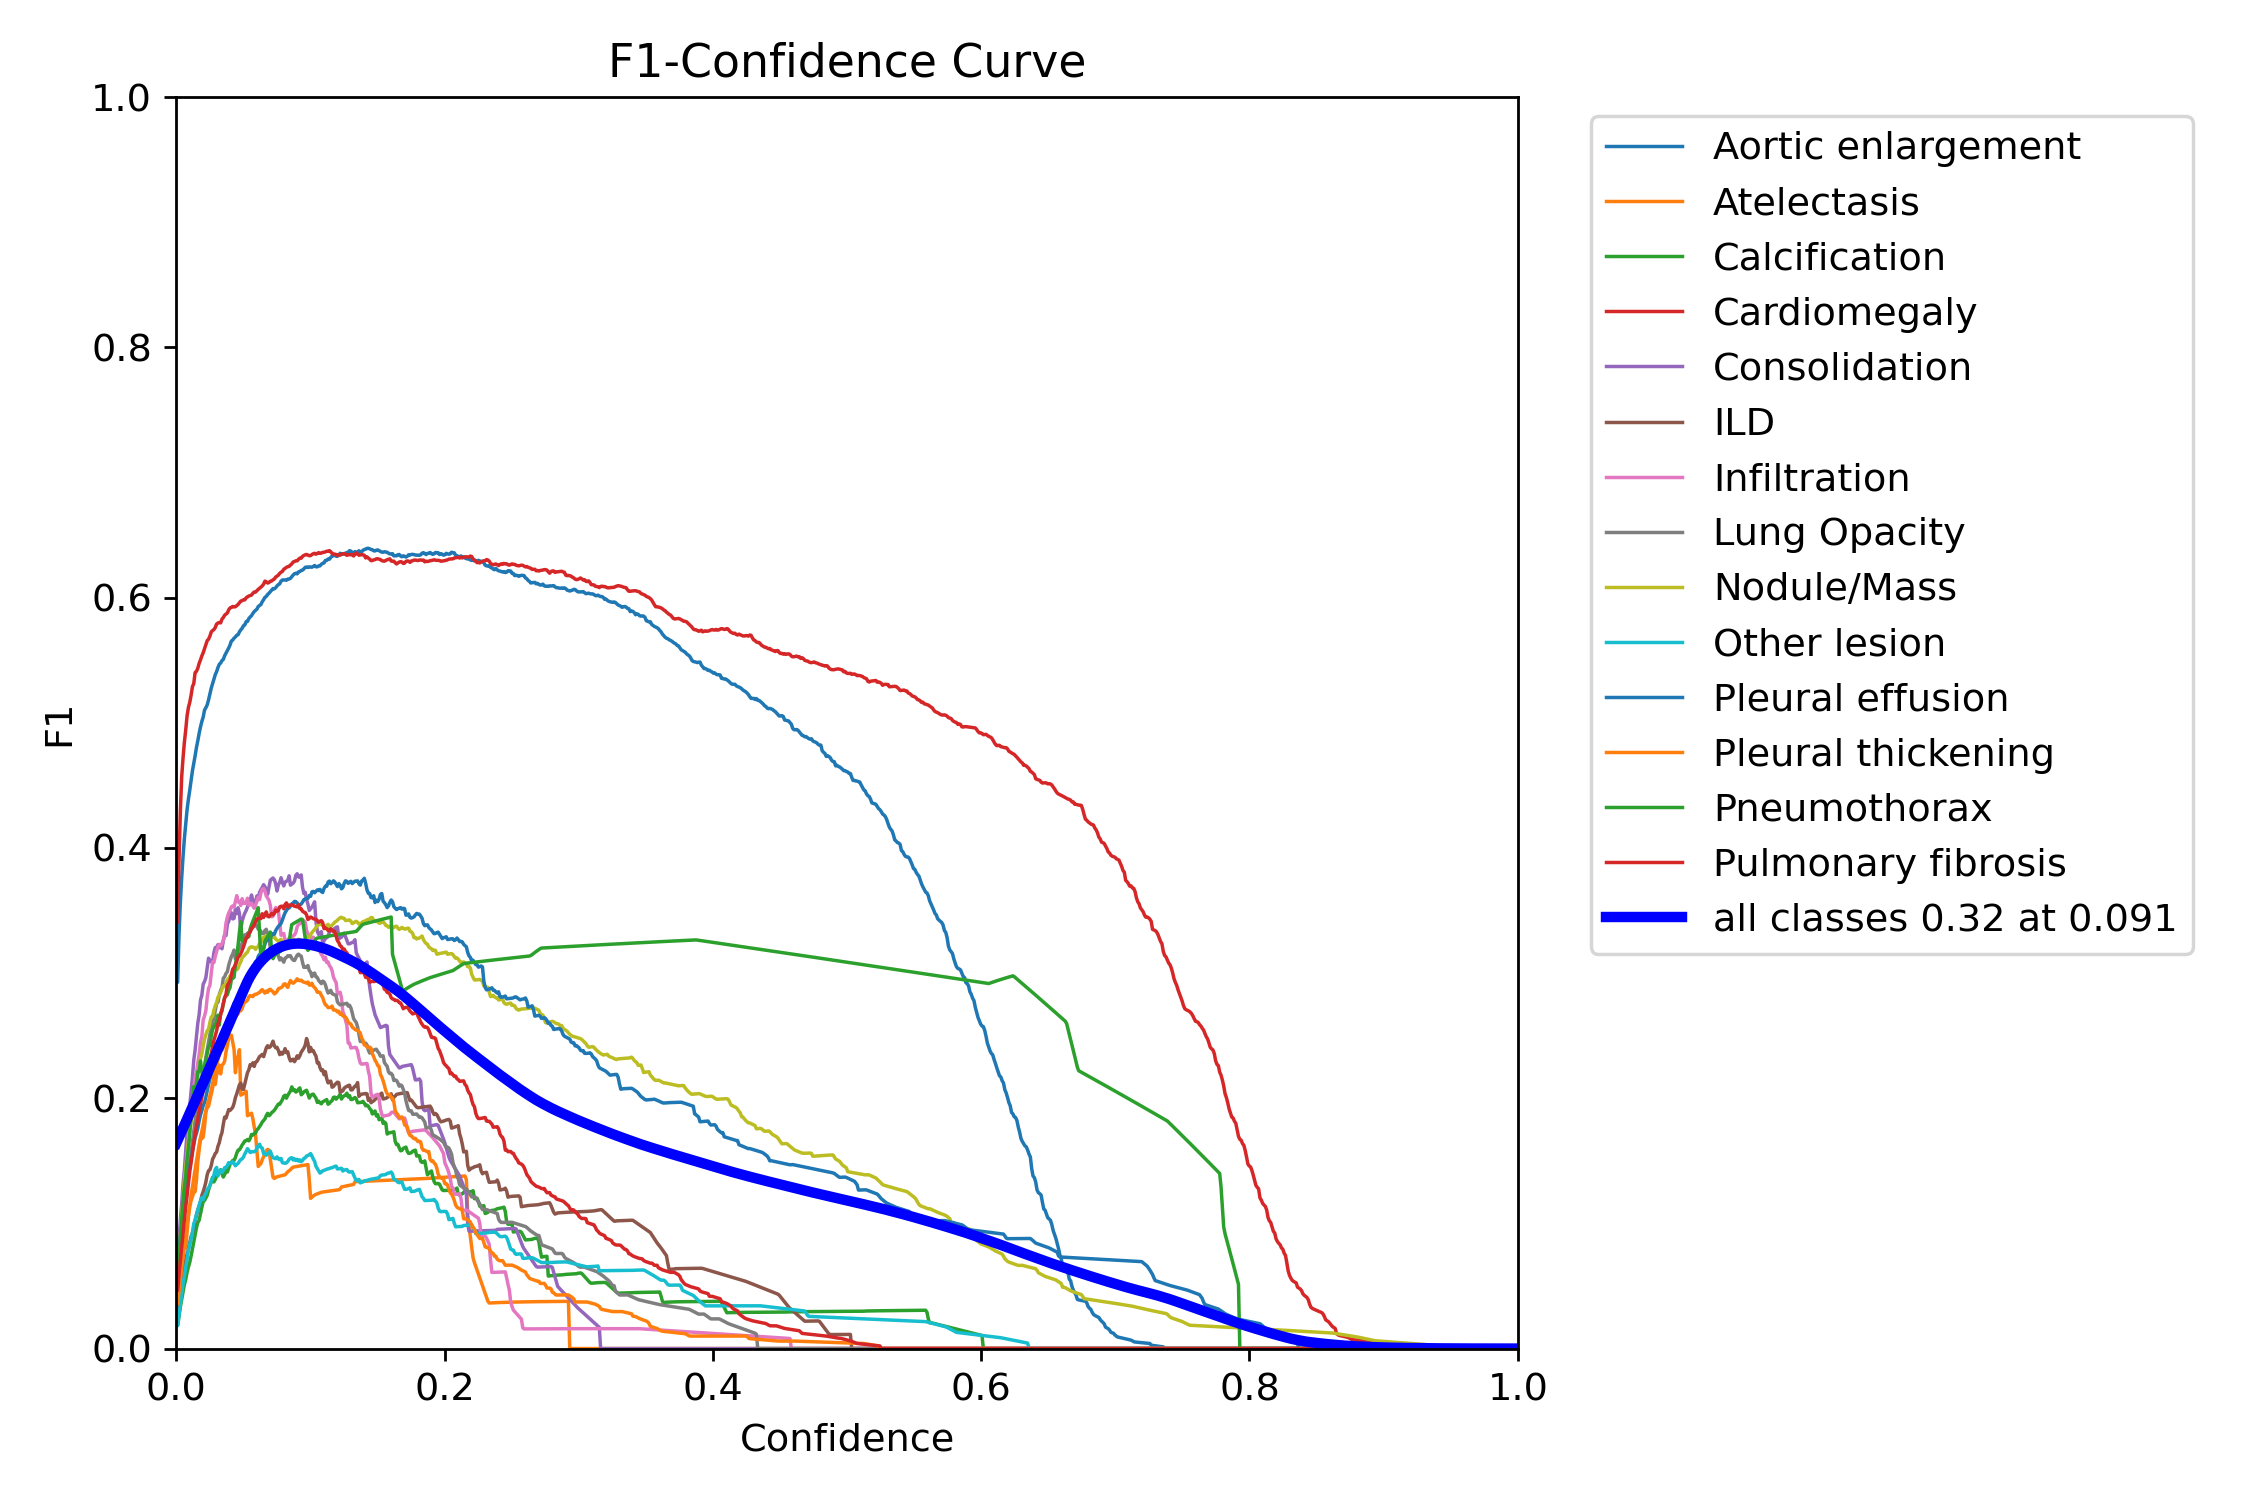 F1-Confidence Curve
1.0
0.8
0.6
0.4
0.2
0.0
F1
0.0 0.2 0.4 0.6 0.8 1.0
Confidence
Aortic enlargement
Atelectasis
Calcification
Cardiomegaly
Consolidation
ILD
Infiltration
Lung Opacity
Nodule/Mass
Other lesion
Pleural effusion
Pleural thickening
Pneumothorax
Pulmonary fibrosis
all classes 0.32 at 0.091